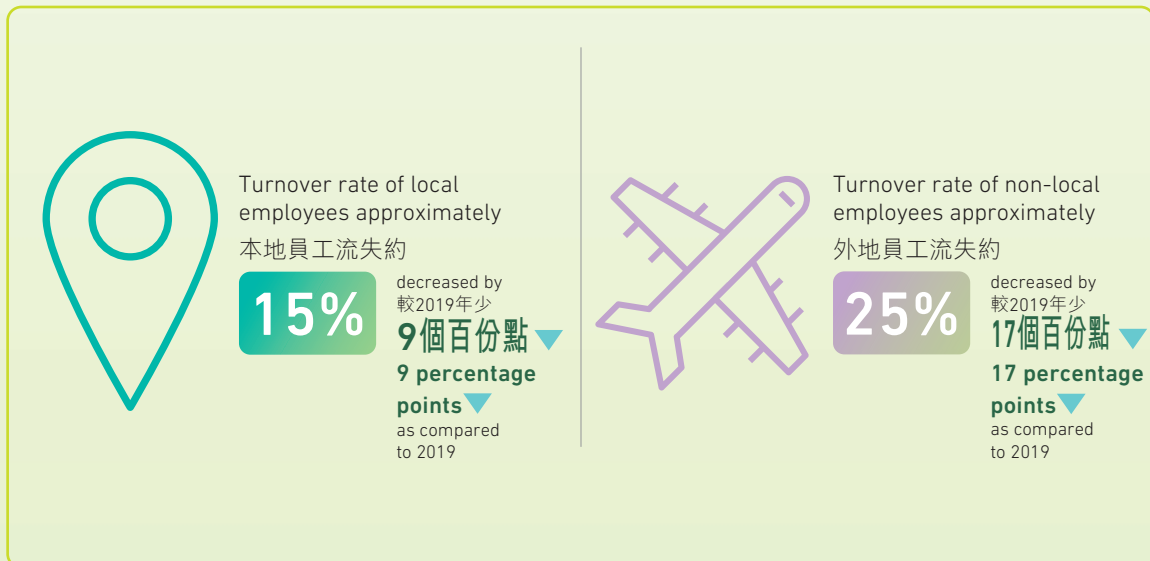 Turnover rate of local
employees approximately
本地員工流失約
15%
decreased by
較2019年少
9個百份點
9 percentage
points
as compared
to 2019
Turnover rate of non-local
employees approximately
外地員工流失約
25%
decreased by
較2019年少
17個百份點
17 percentage
points
as compared
to 2019